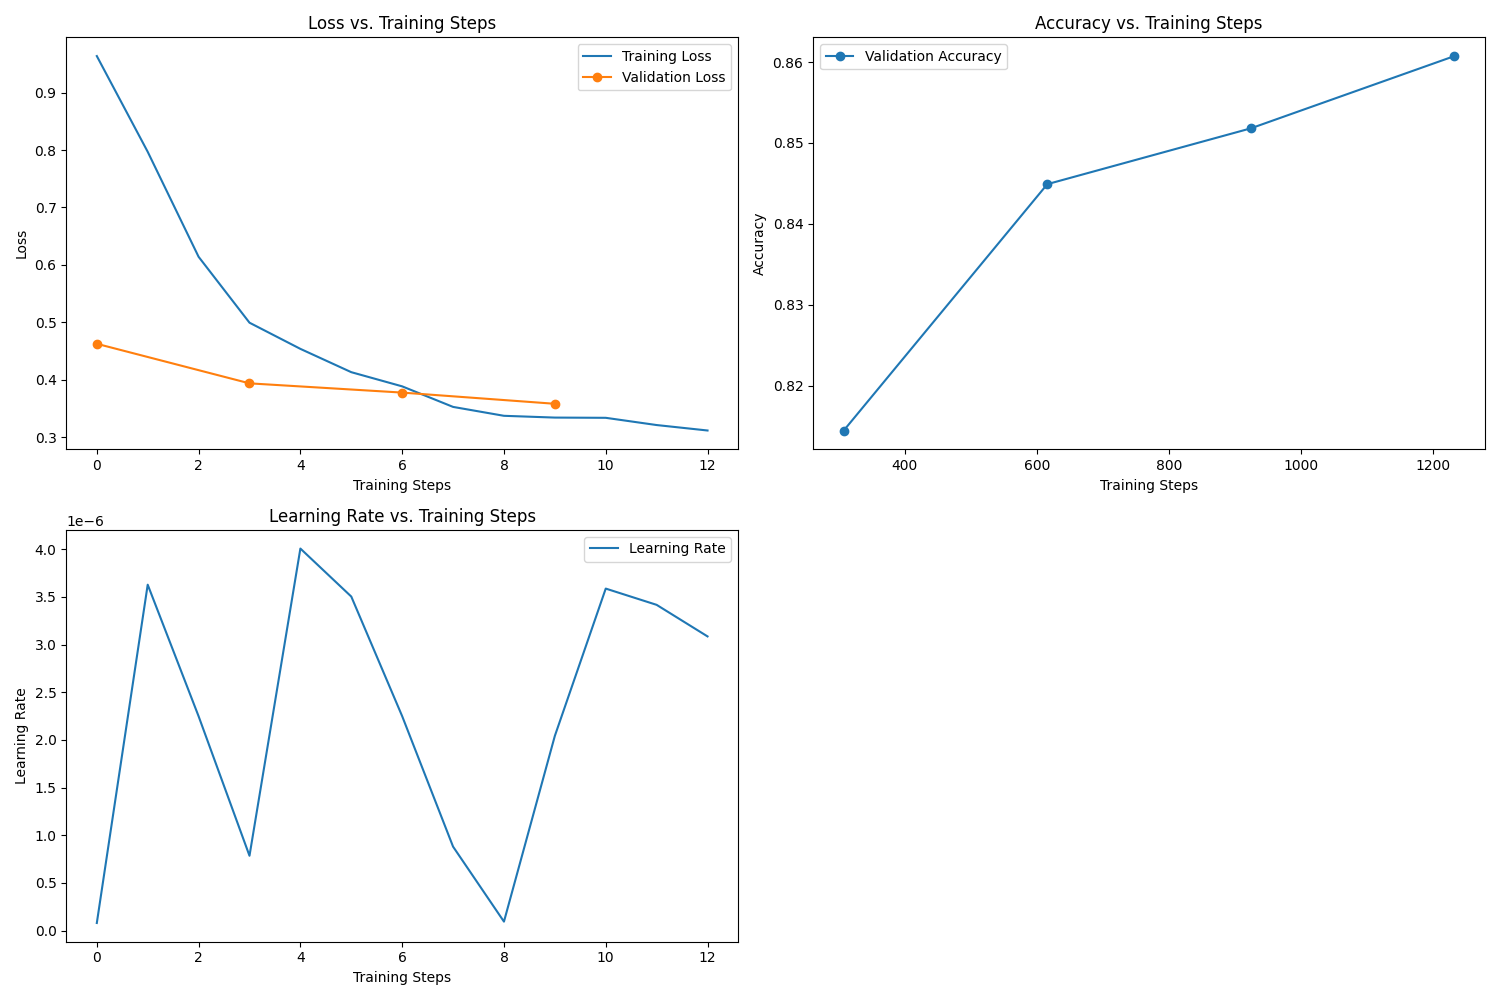 Loss vs. Training Steps
Training Loss
Validation Loss
0.9
0.8
0.7
0.6
0.5
0.4
0.3
Loss
0 2 4 6 8 10 12
Training Steps
Accuracy vs. Training Steps
Validation Accuracy
0.86
0.85
0.84
0.83
0.82
Accuracy
400 600 800 1000 1200
Training Steps
Learning Rate vs. Training Steps
1e−6
Learning Rate
4.0
3.5
3.0
2.5
2.0
1.5
1.0
0.5
0.0
Learning Rate
0 2 4 6 8 10 12
Training Steps